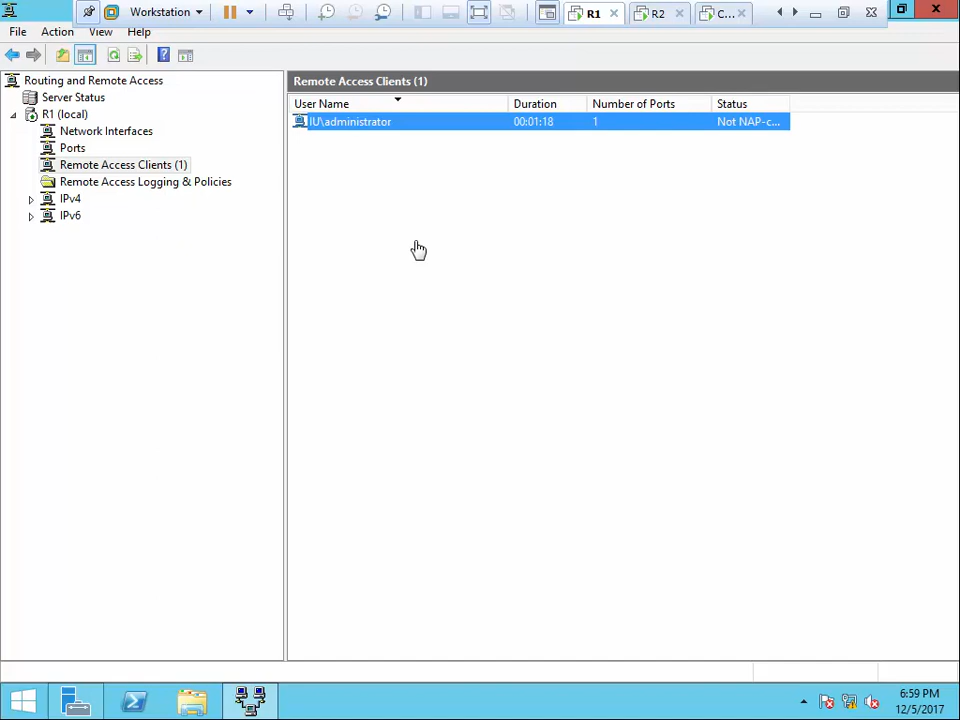 Workstation
R1
R2
C...
File Action View Help
Routing and Remote Access
Server Status
R1 (local)
Network Interfaces
Ports
Remote Access Clients (1)
Remote Access Logging & Policies
IPv4
IPv6
Remote Access Clients (1)
User Name Duration Number of Ports Status
IU\administrator 00:01:18 1 Not NAP-c...
6:59 PM
12/5/2017